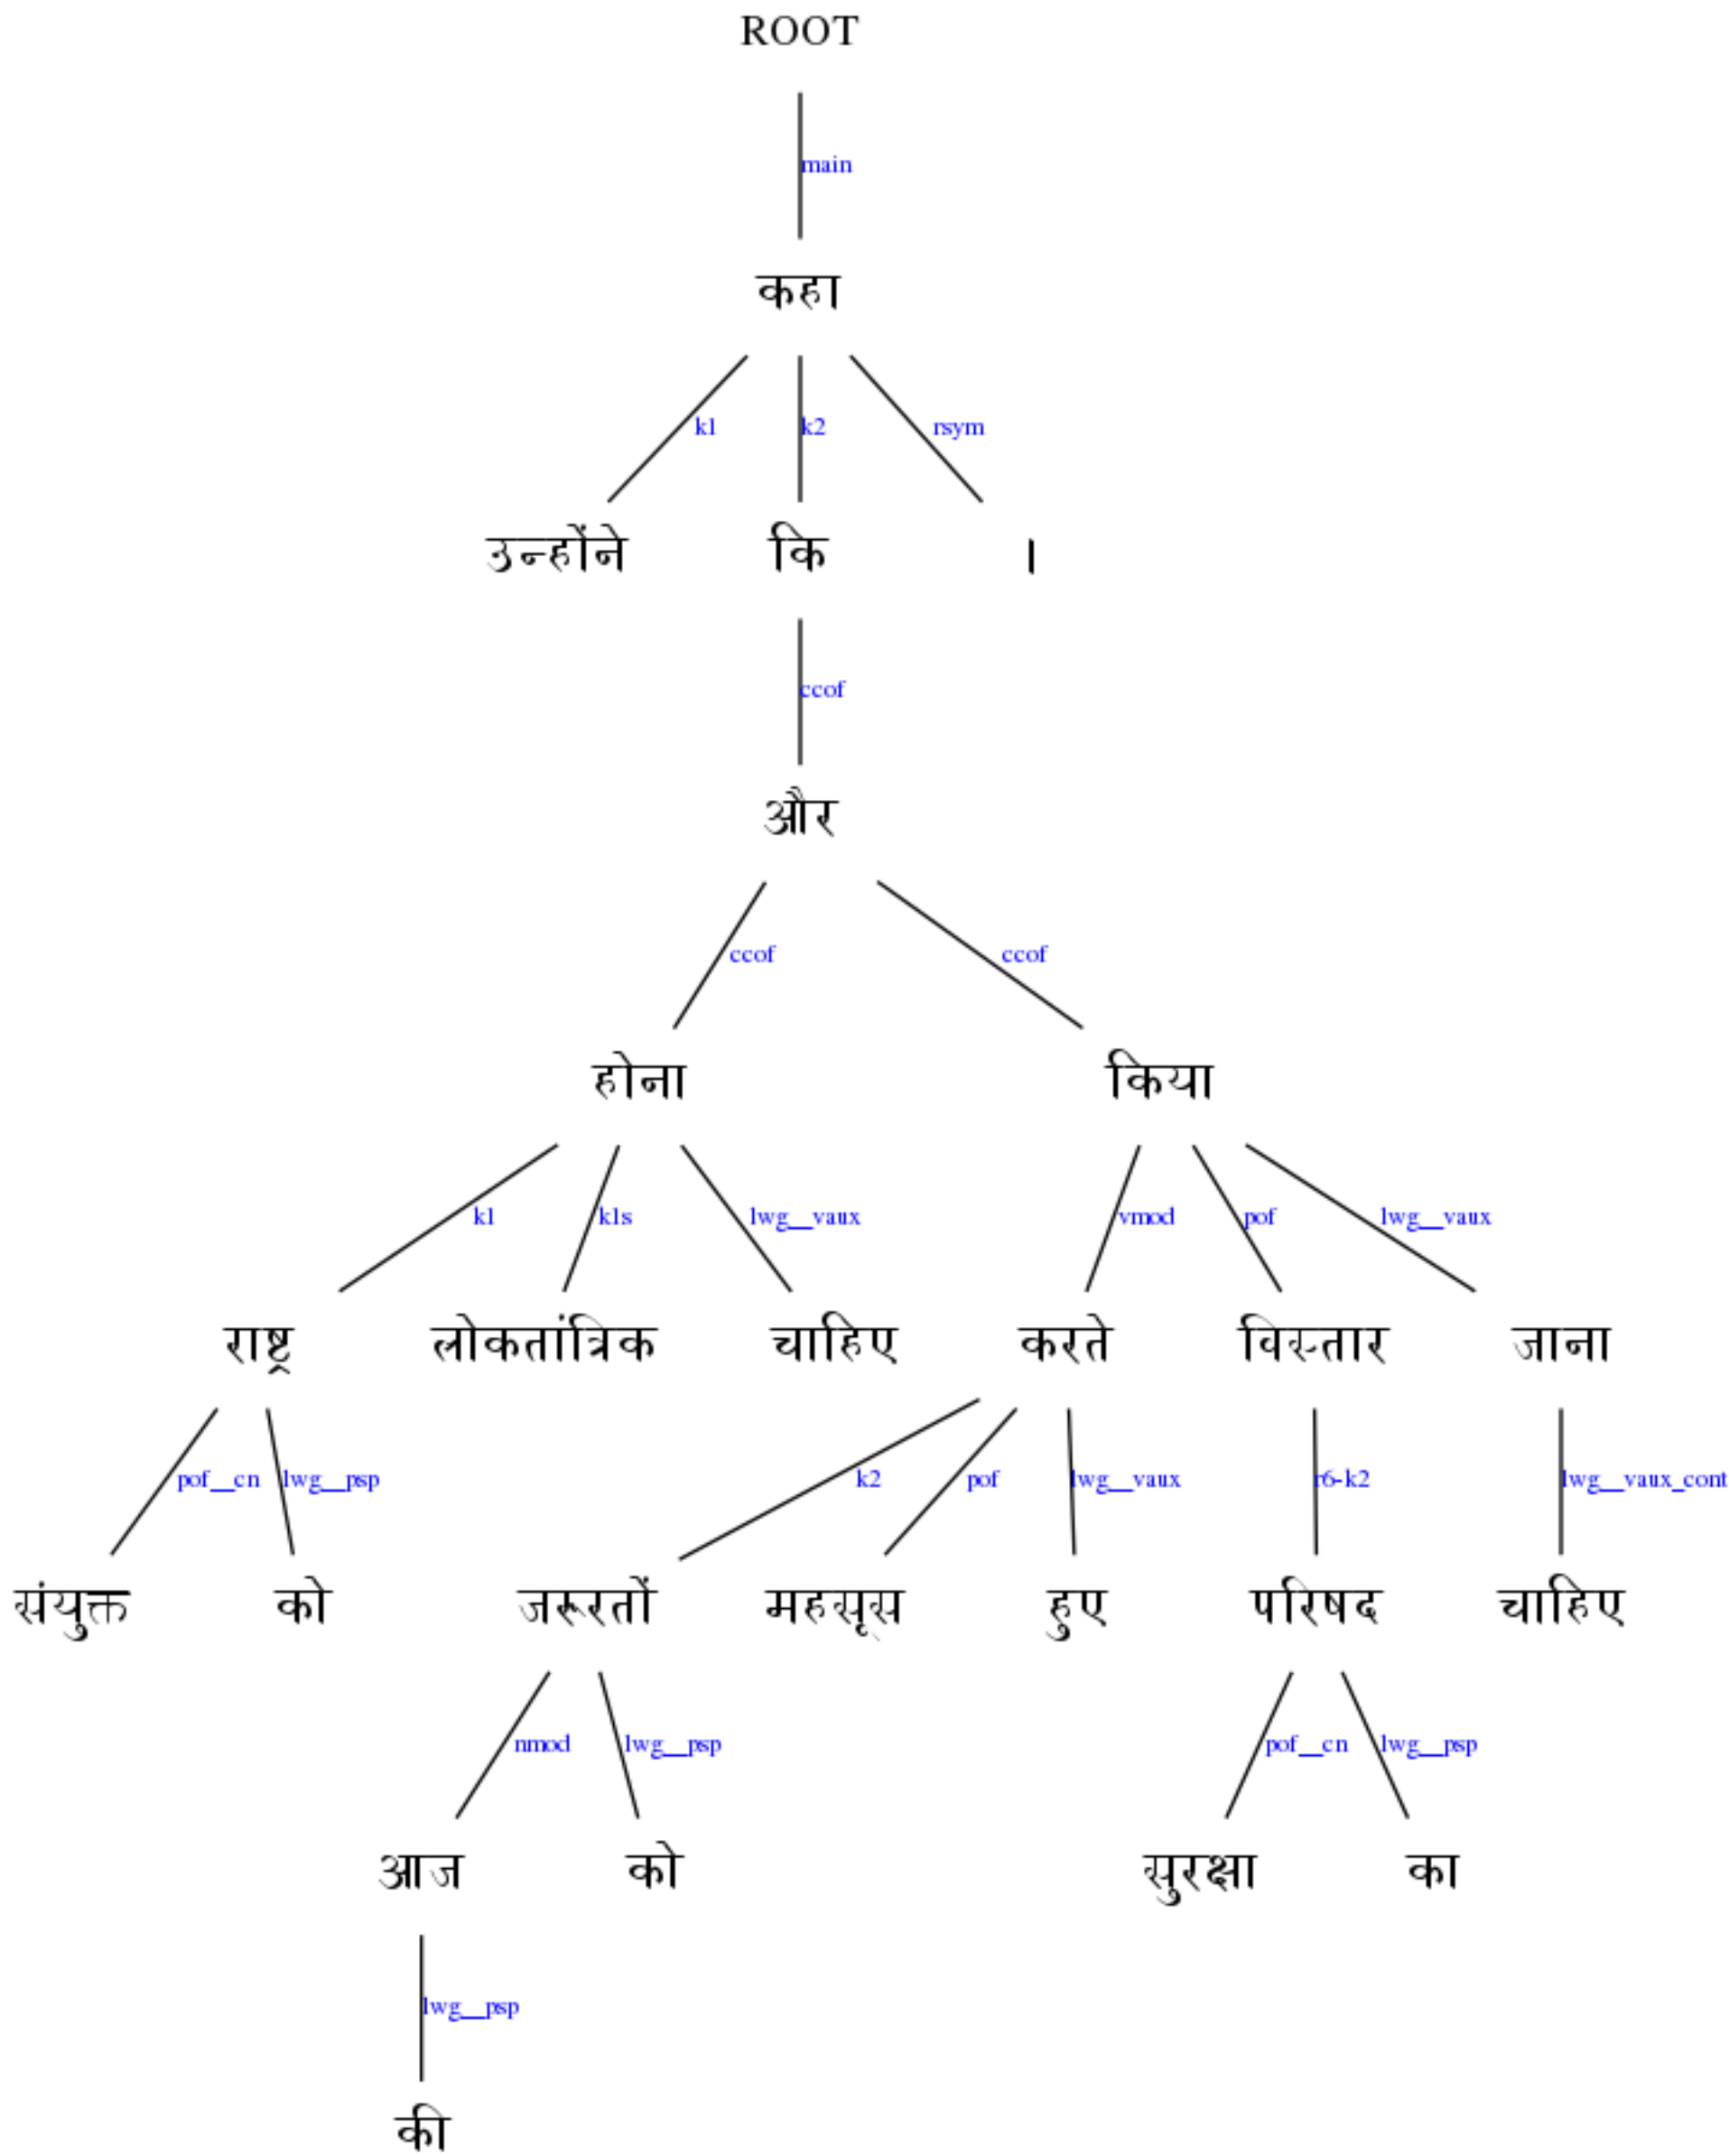 ROOT
main
कहा
k1 k2 rsym
उन्होंने कि ।
ccof
और
ccof ccof
होना किया
k1 k1s lwg__vaux vmod pof lwg__vaux
राष्ट्र लोकतांत्रिक चाहिए करते विस्तार जाना
pof__cn lwg__psp k2 pof lwg__vaux r6-k2 lwg__vaux_cont
संयुक्त को जरूरतों महसूस हुए परिषद चाहिए
nmod lwg__psp pof__cn lwg__psp
आज को सुरक्षा का
lwg__psp
की